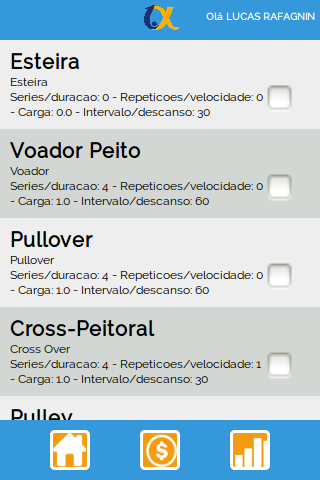 Olá LUCAS RAFAGNIN
Esteira
Esteira
Series/duracao: 0 - Repeticoes/velocidade: 0
- Carga: 0.0 - Intervalo/descanso: 30
Voador Peito
Voador
Series/duracao: 4 - Repeticoes/velocidade: 0
- Carga: 1.0 - Intervalo/descanso: 60
Pullover
Pullover
Series/duracao: 4 - Repeticoes/velocidade: 0
- Carga: 1.0 - Intervalo/descanso: 60
Cross-Peitoral
Cross Over
Series/duracao: 4 - Repeticoes/velocidade: 1
- Carga: 1.0 - Intervalo/descanso: 30
Pulley